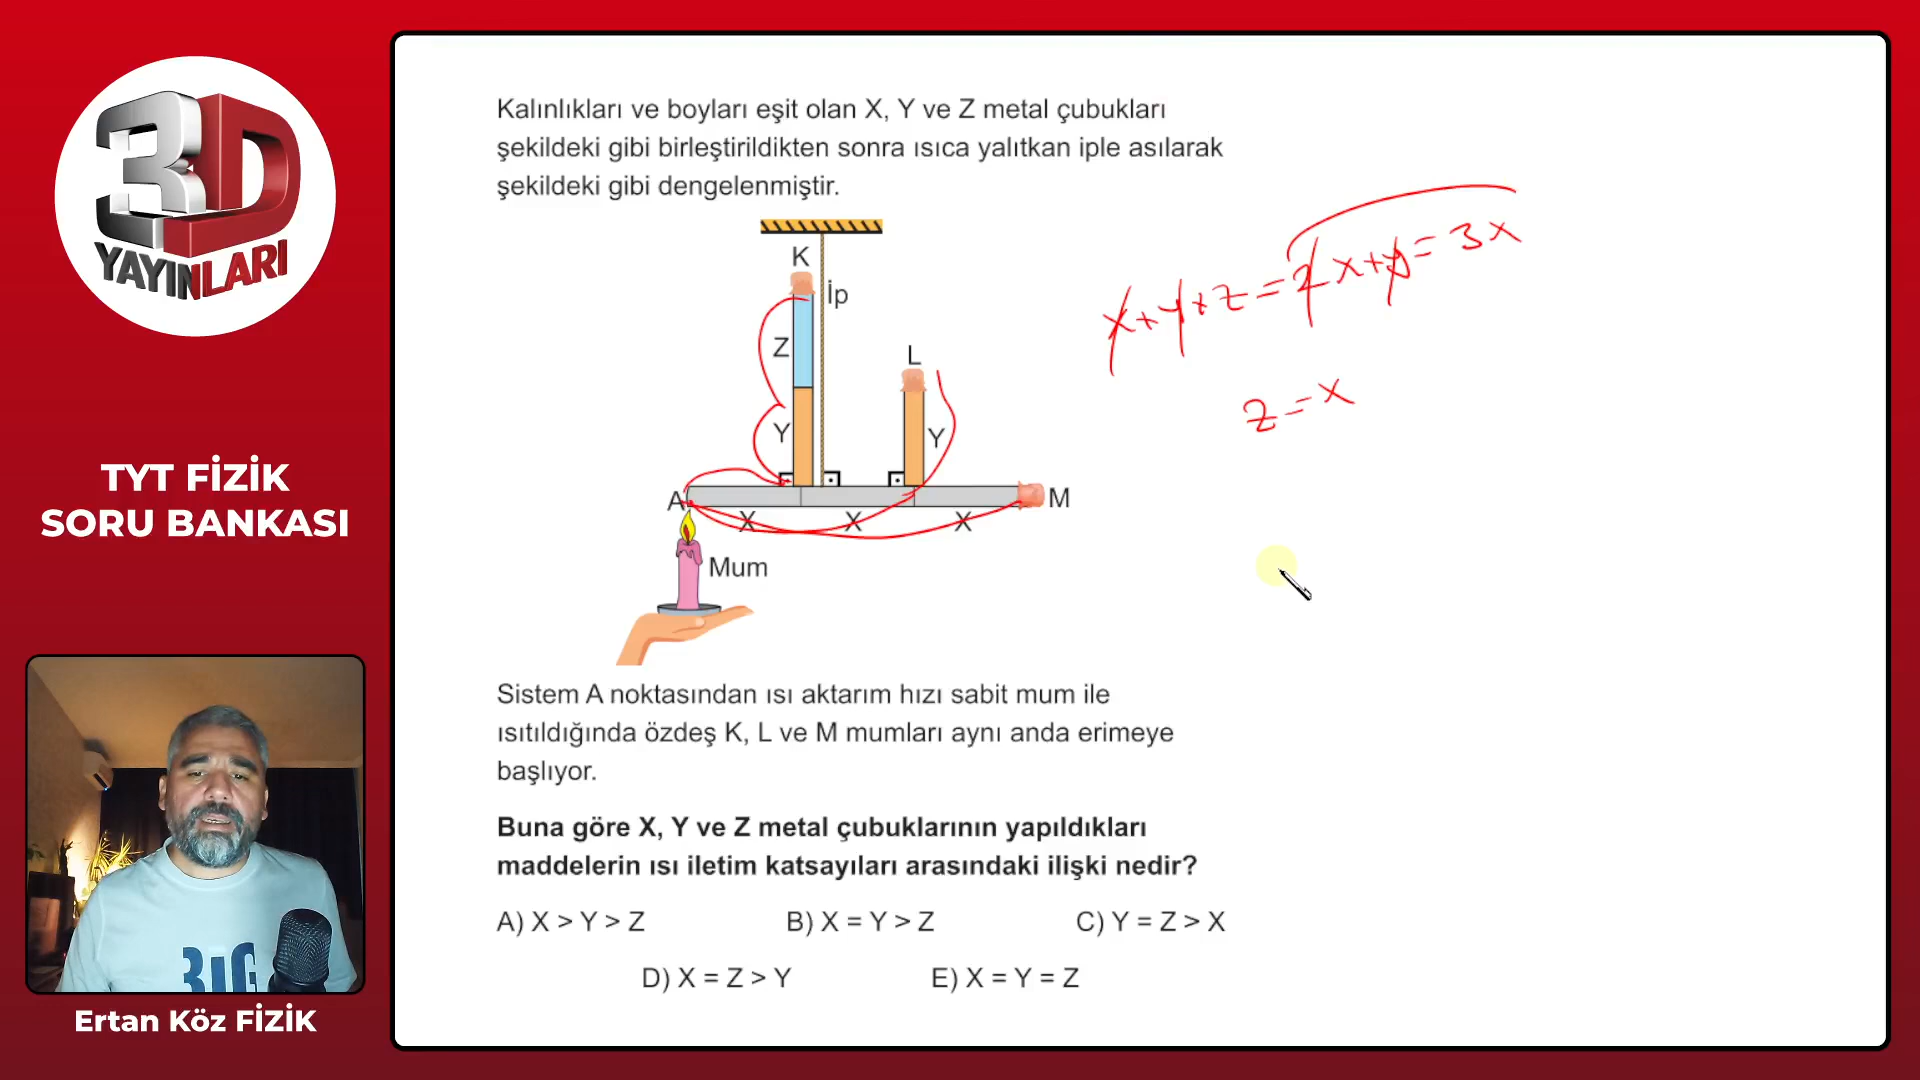 3D
YAYINLARI
TYT FİZİK
SORU BANKASI
BiG
Ertan Köz FİZİK
Kalınlıkları ve boyları eşit olan X, Y ve Z metal çubukları
şekildeki gibi birleştirildikten sonra ısıca yalıtkan iple asılarak
şekildeki gibi dengelenmiştir.
K
İp
Z
L
Y
Y
A
M
X
X
X
Mum
x+y+z=2x+y=3x
z=x
Sistem A noktasından ısı aktarım hızı sabit mum ile
ısıtıldığında özdeş K, L ve M mumları aynı anda erimeye
başlıyor.
Buna göre X, Y ve Z metal çubuklarının yapıldıkları
maddelerin ısı iletim katsayıları arasındaki ilişki nedir?
A) X > Y > Z B) X = Y > Z C) Y = Z > X
D) X = Z > Y E) X = Y = Z